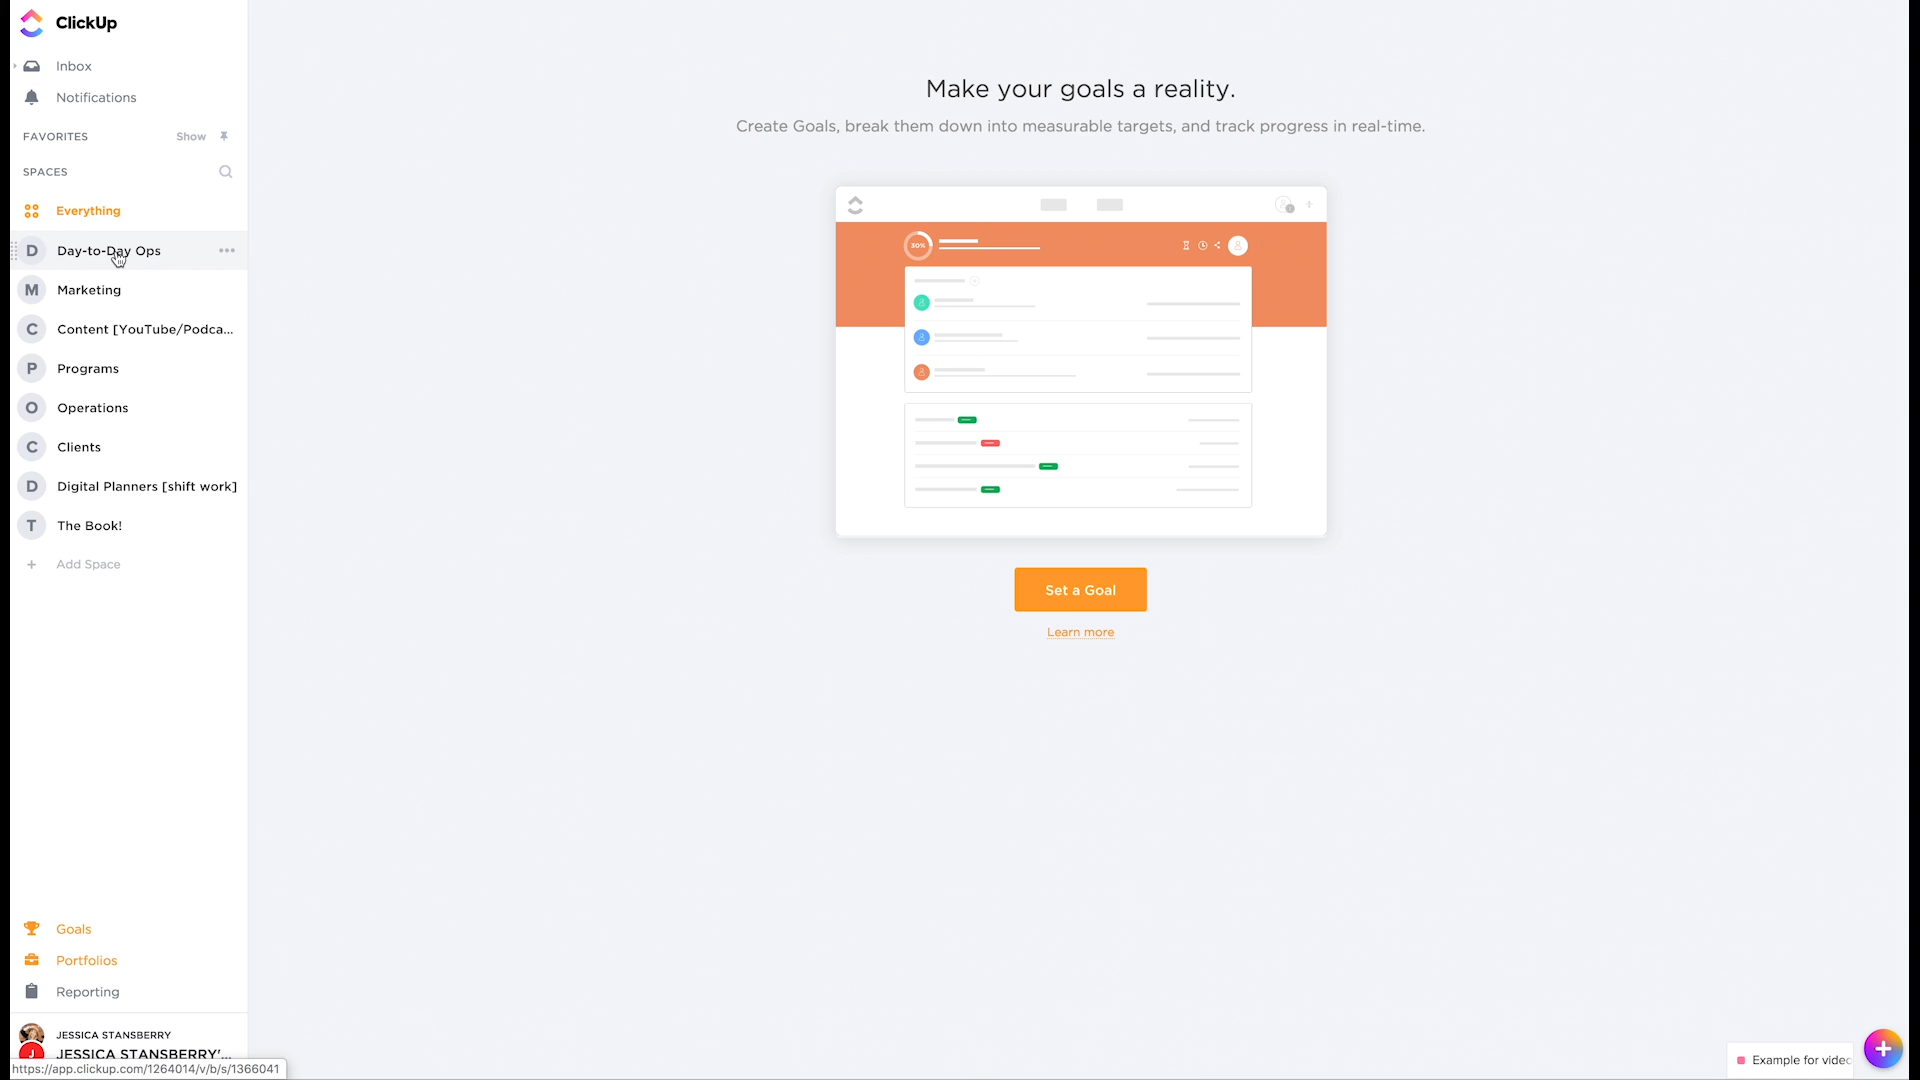 ClickUp
Inbox
Notifications
FAVORITES Show
SPACES
Everything
D Day-to-Day Ops
M Marketing
C Content [YouTube/Podca...
P Programs
O Operations
C Clients
D Digital Planners [shift work]
T The Book!
+ Add Space
Goals
Portfolios
Reporting
JESSICA STANSBERRY
J JESSICA STANSBERRY'...
https://app.clickup.com/1264014/v/b/s/1366041
Make your goals a reality.
Create Goals, break them down into measurable targets, and track progress in real-time.
30%
Set a Goal
Learn more
Example for videc